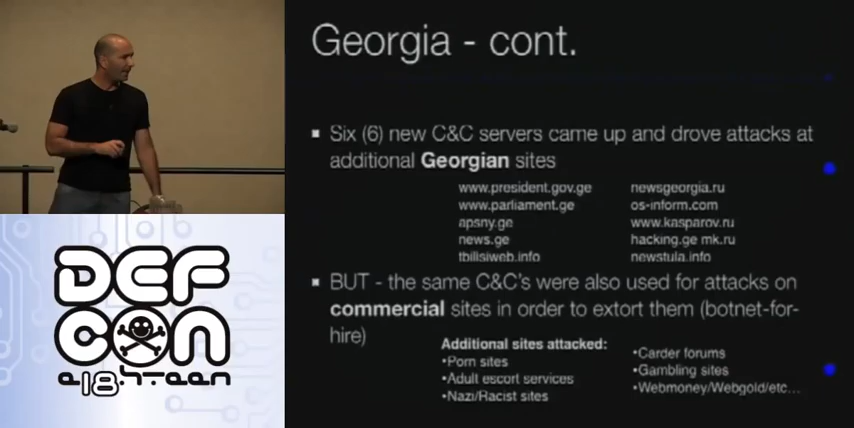 Georgia - cont.
Six (6) new C&C servers came up and drove attacks at
additional Georgian sites
www.president.gov.ge
www.parliament.ge
apsny.ge
news.ge
tbilisiweb.info
newsgeorgia.ru
os-inform.com
www.kasparov.ru
hacking.ge mk.ru
newstula.info
BUT - the same C&C's were also used for attacks on
commercial sites in order to extort them (botnet-for-
hire)
Additional sites attacked:
•Porn sites
•Adult escort services
•Nazi/Racist sites
•Carder forums
•Gambling sites
•Webmoney/Webgold/etc…
DEF
CON
e18h-teen